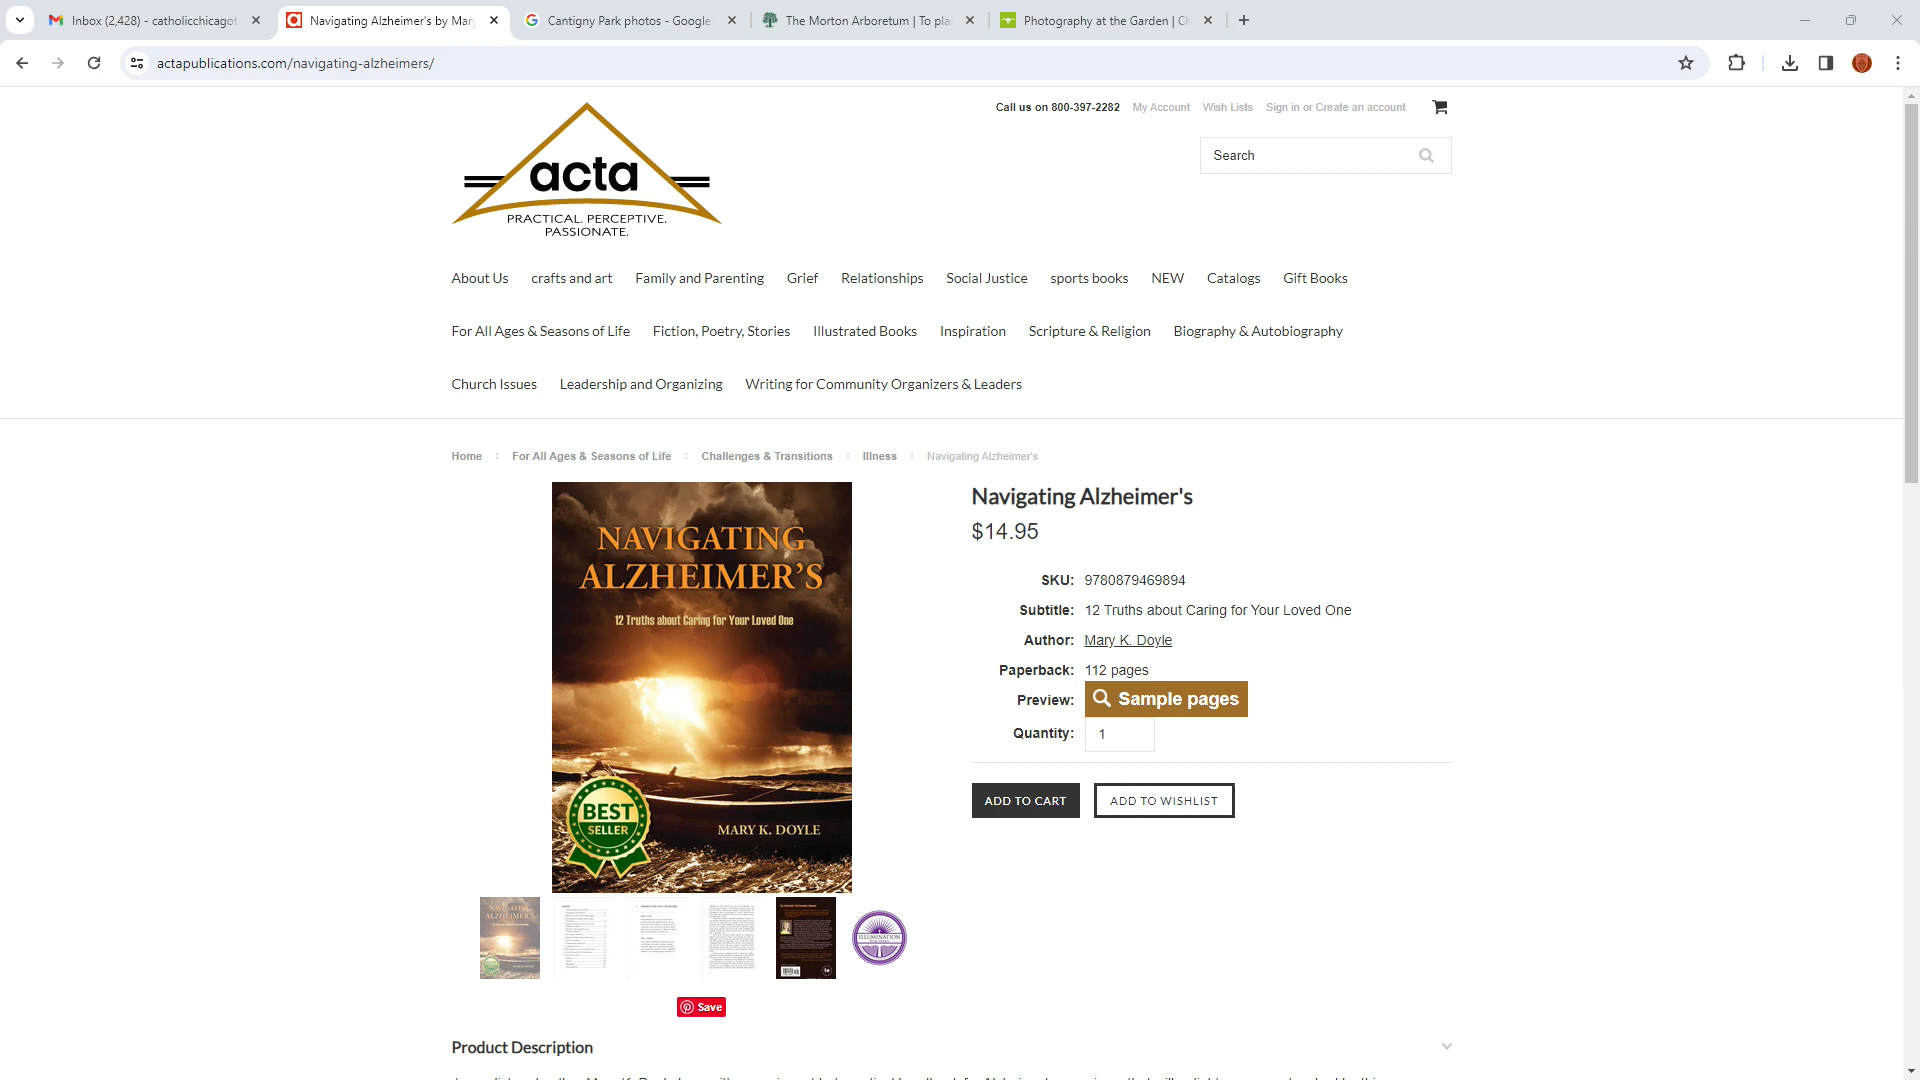 Inbox (2,428) - catholicchicagot
Navigating Alzheimer's by Mary
Cantigny Park photos - Google
The Morton Arboretum | To pla
Photography at the Garden | Ch
actapublications.com/navigating-alzheimers/
Call us on 800-397-2282 My Account Wish Lists Sign in or Create an account
acta
PRACTICAL. PERCEPTIVE.
PASSIONATE.
Search
About Us crafts and art Family and Parenting Grief Relationships Social Justice sports books NEW Catalogs Gift Books
For All Ages & Seasons of Life Fiction, Poetry, Stories Illustrated Books Inspiration Scripture & Religion Biography & Autobiography
Church Issues Leadership and Organizing Writing for Community Organizers & Leaders
Home : For All Ages & Seasons of Life : Challenges & Transitions : Illness : Navigating Alzheimer's
NAVIGATING
ALZHEIMER'S
12 Truths about Caring for Your Loved One
BEST
SELLER
MARY K. DOYLE
Navigating Alzheimer's
$14.95
SKU: 9780879469894
Subtitle: 12 Truths about Caring for Your Loved One
Author: Mary K. Doyle
Paperback: 112 pages
Preview: Sample pages
Quantity: 1
ADD TO CART ADD TO WISHLIST
NAVIGATING
ALZHEIMER'S
ILLUMINATION
Save
Product Description